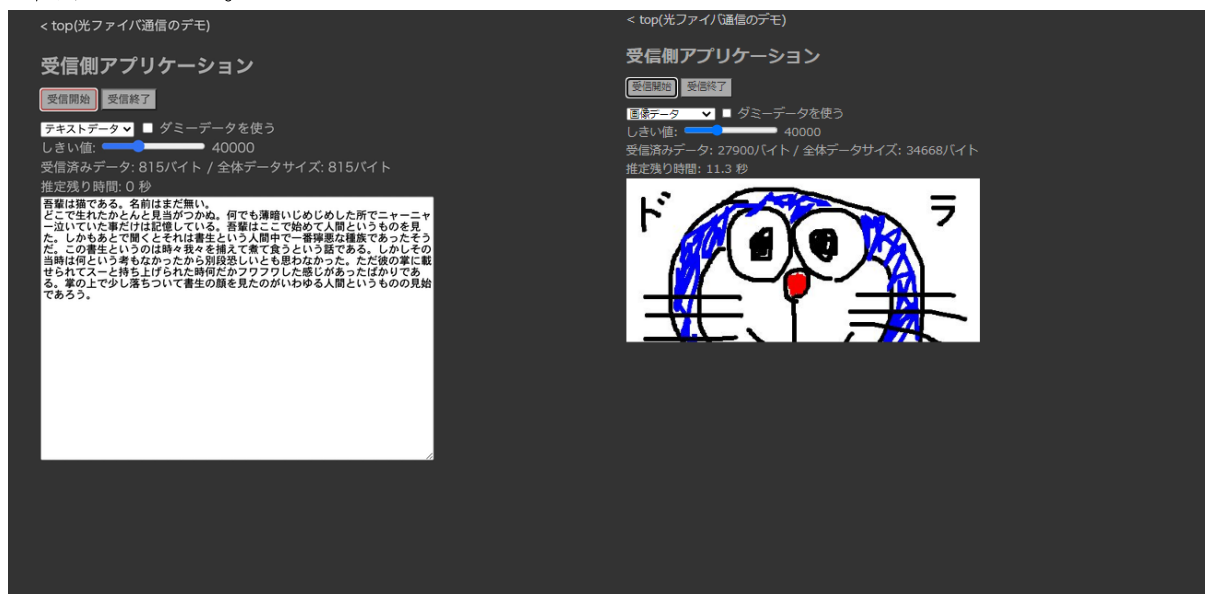 < top(光ファイバ通信のデモ)
受信側アプリケーション
受信開始 受信終了
テキストデータ ダミーデータを使う
しきい値: 40000
受信済みデータ: 815バイト / 全体データサイズ: 815バイト
推定残り時間: 0 秒
吾輩は猫である。名前はまだ無い。
どこで生れたかとんと見当がつかぬ。何でも薄暗いじめじめした所でニャーニャ
ー泣いていた事だけは記憶している。吾輩はここで始めて人間というものを見
た。しかもあとで聞くとそれは書生という人間中で一番獰悪な種族であったそう
だ。この書生というのは時々我々を捕えて煮て食うという話である。しかしその
当時は何という考もなかったから別段恐しいとも思わなかった。ただ彼の掌に載
せられてスーと持ち上げられた時何だかフワフワした感じがあったばかりであ
る。掌の上で少し落ちついて書生の顔を見たのがいわゆる人間というものの見始
であろう。
< top(光ファイバ通信のデモ)
受信側アプリケーション
受信開始 受信終了
画像データ ダミーデータを使う
しきい値: 40000
受信済みデータ: 27900バイト / 全体データサイズ: 34668バイト
推定残り時間: 11.3 秒
ド ラ